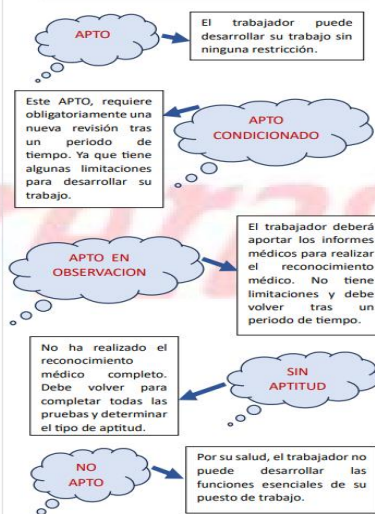 APTO
El trabajador puede
desarrollar su trabajo sin
ninguna restricción.
Este APTO, requiere
obligatoriamente una
nueva revisión tras
un periodo de
tiempo. Ya que tiene
algunas limitaciones
para desarrollar su
trabajo.
APTO
CONDICIONADO
APTO EN
OBSERVACION
El trabajador deberá
aportar los informes
médicos para realizar
el reconocimiento
médico. No tiene
limitaciones y debe
volver tras un
periodo de tiempo.
No ha realizado el
reconocimiento
médico completo.
Debe volver para
completar todas las
pruebas y determinar
el tipo de aptitud.
SIN
APTITUD
NO
APTO
Por su salud, el trabajador no
puede desarrollar las
funciones esenciales de su
puesto de trabajo.